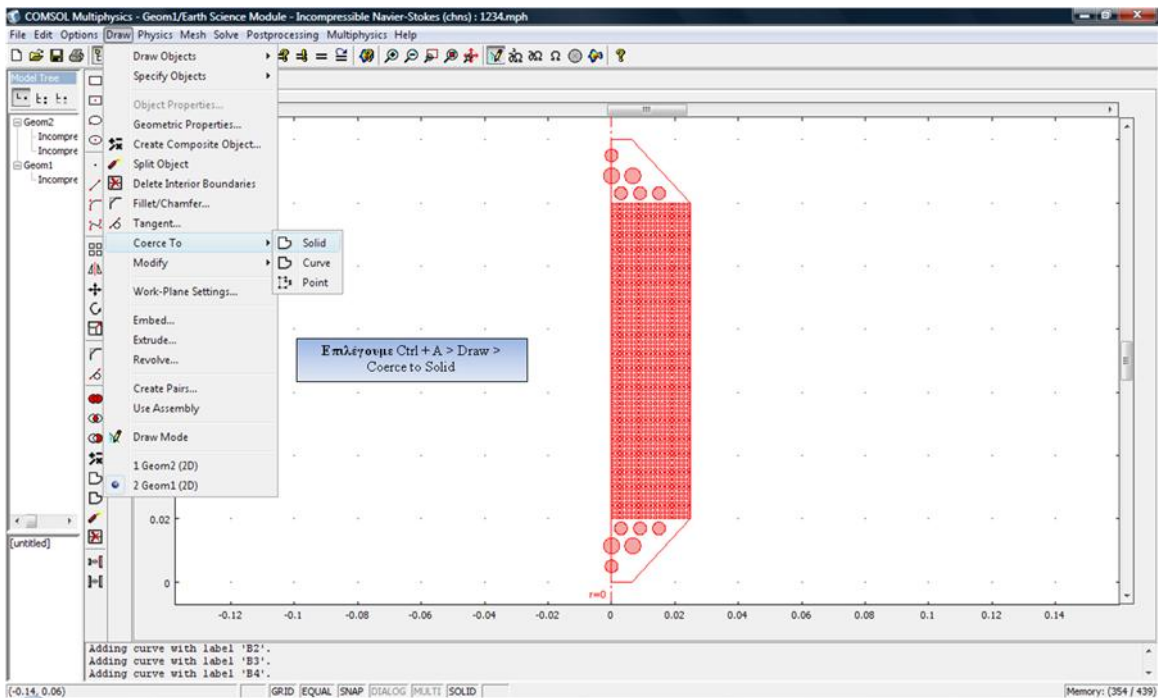 COMSOL Multiphysics - Geom1/Earth Science Module - Incompressible Navier-Stokes (chns) : 1234.mph
File Edit Options Draw Physics Mesh Solve Postprocessing Multiphysics Help
Model Tree
Geom2
Incompre
Incompre
Geom1
Incompre
[untitled]
Draw Objects
Specify Objects
Object Properties...
Geometric Properties...
Create Composite Object...
Split Object
Delete Interior Boundaries
Fillet/Chamfer...
Tangent...
Coerce To
Modify
Work-Plane Settings...
Embed...
Extrude...
Revolve...
Create Pairs...
Use Assembly
Draw Mode
1 Geom2 (2D)
2 Geom1 (2D)
Solid
Curve
Point
Επιλέγουμε Ctrl + A > Draw >
Coerce to Solid
0.02
0
r=0
-0.12 -0.1 -0.08 -0.06 -0.04 -0.02 0 0.02 0.04 0.06 0.08 0.1 0.12 0.14
Adding curve with label 'B2'.
Adding curve with label 'B3'.
Adding curve with label 'B4'.
(-0.14, 0.06) GRID EQUAL SNAP DIALOG MULTI SOLID Memory: (354 / 439)